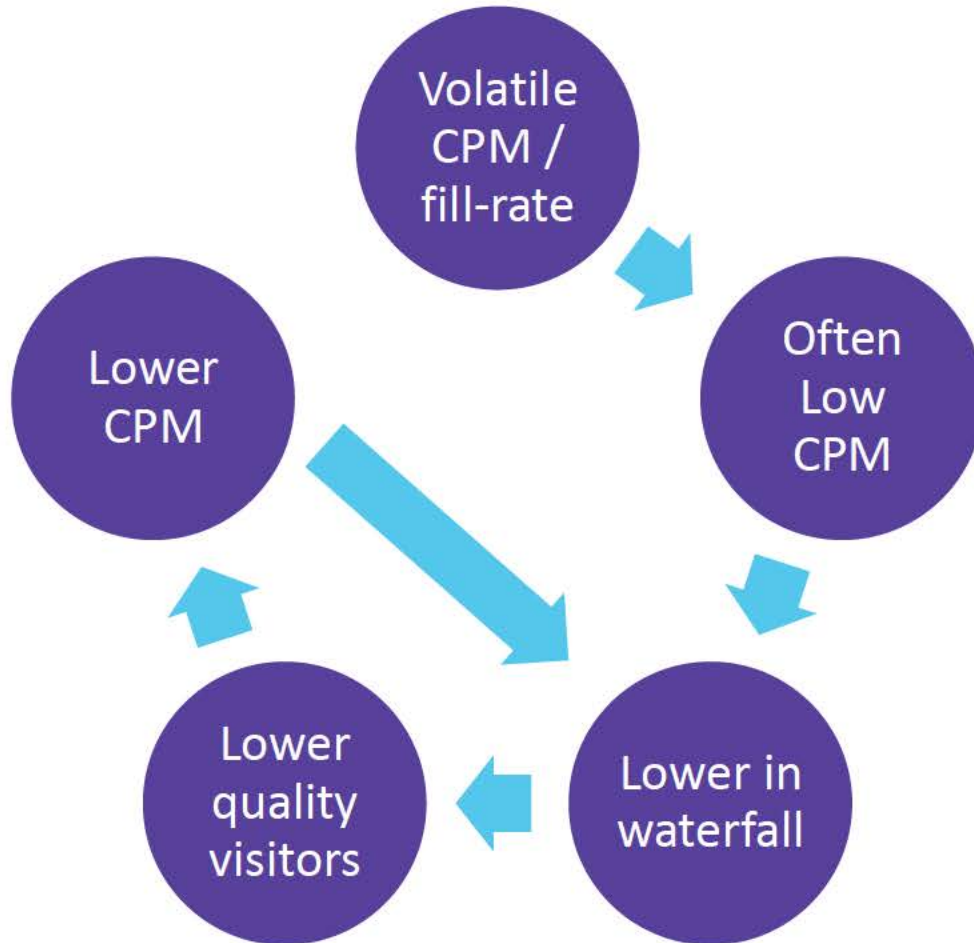 Volatile
CPM /
fill-rate
Often
Low
CPM
Lower in
waterfall
Lower
quality
visitors
Lower
CPM